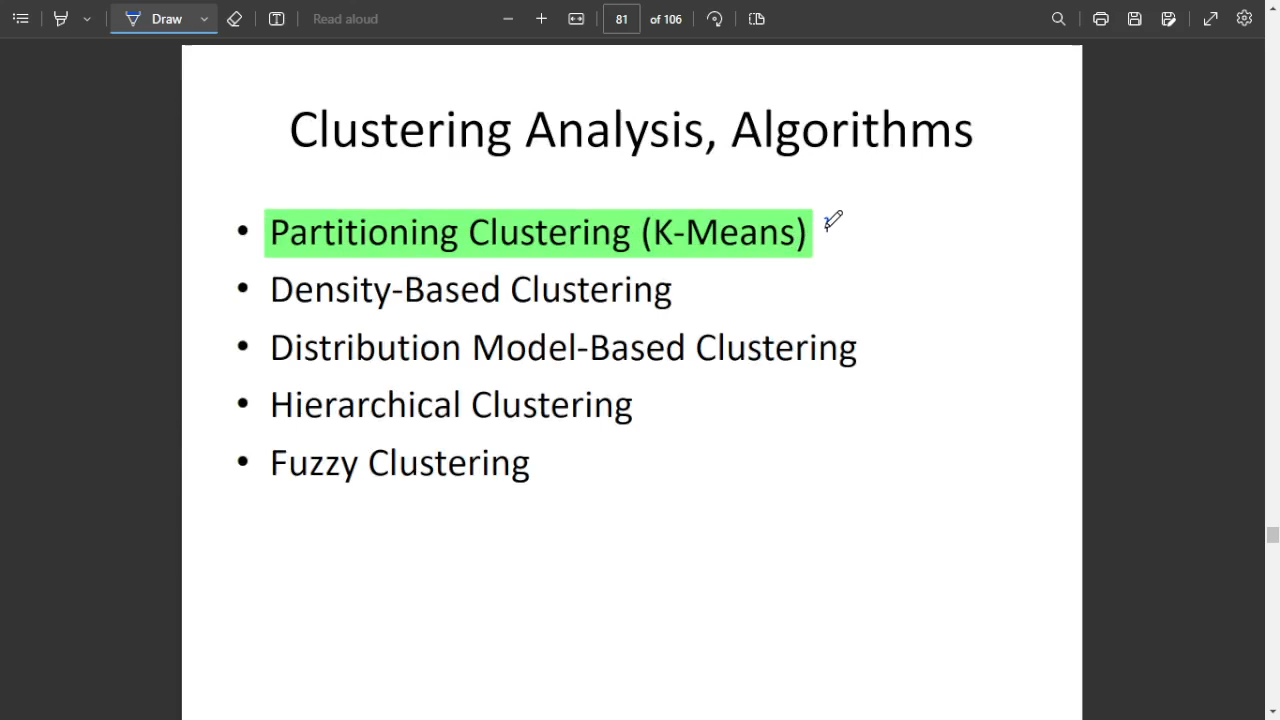 Draw
Read aloud
81 of 106
Clustering Analysis, Algorithms
• Partitioning Clustering (K-Means)
• Density-Based Clustering
• Distribution Model-Based Clustering
• Hierarchical Clustering
• Fuzzy Clustering